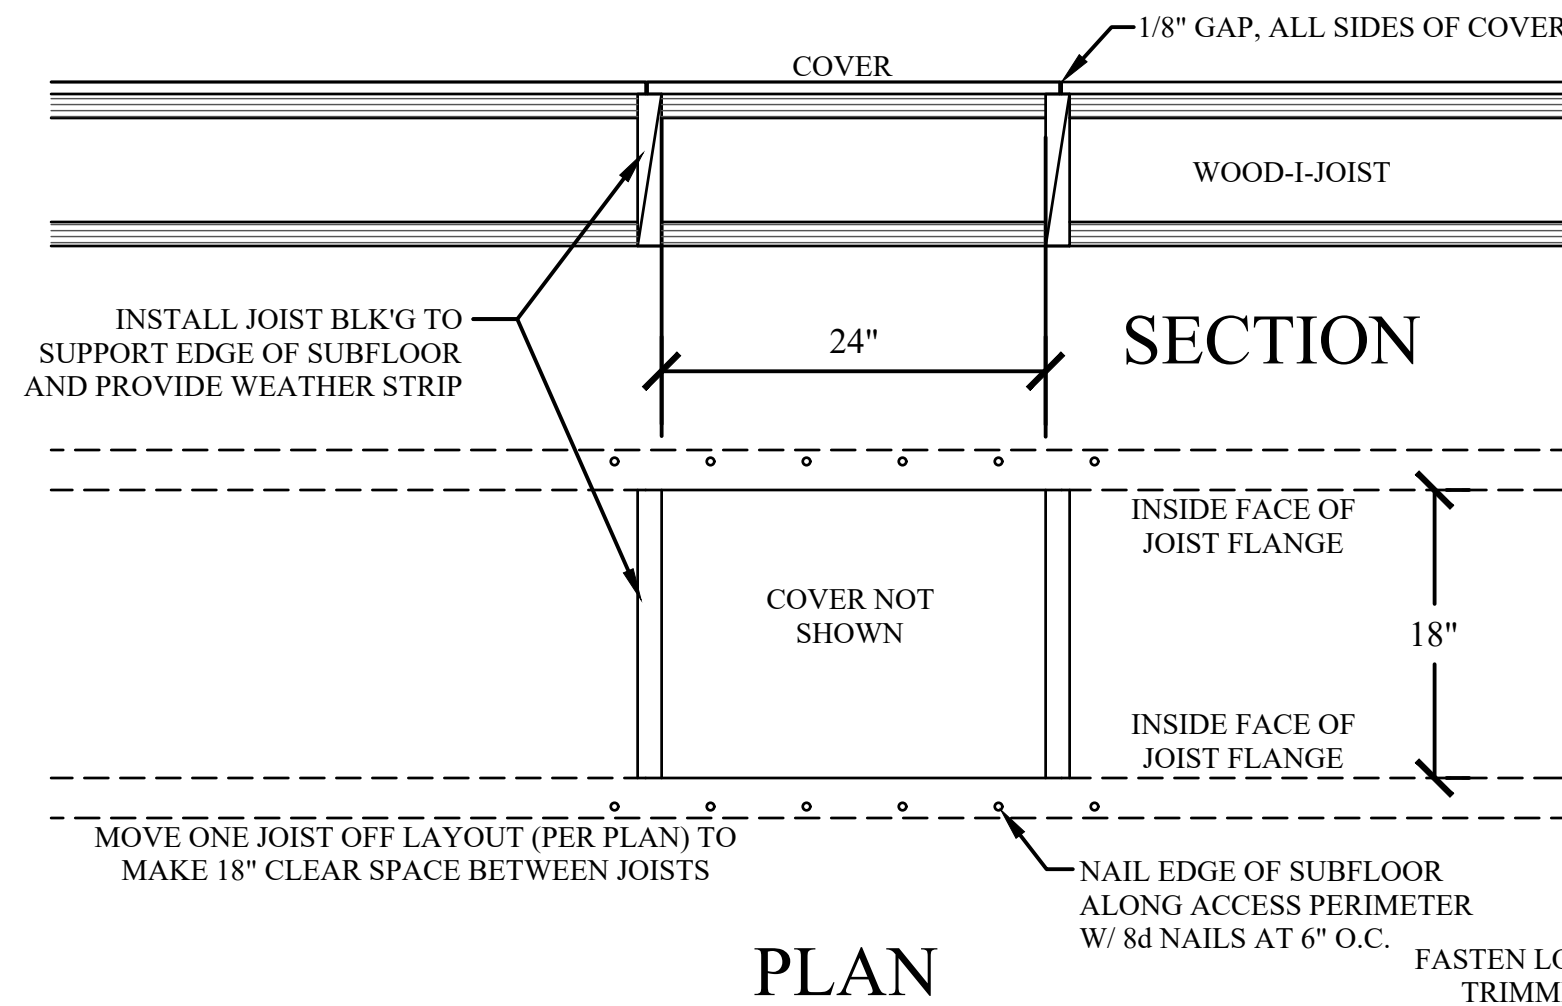 1/8" GAP, ALL SIDES OF COVER
COVER
WOOD-I-JOIST
INSTALL JOIST BLK'G TO
SUPPORT EDGE OF SUBFLOOR
AND PROVIDE WEATHER STRIP
24"
SECTION
INSIDE FACE OF
JOIST FLANGE
COVER NOT
SHOWN
18"
INSIDE FACE OF
JOIST FLANGE
MOVE ONE JOIST OFF LAYOUT (PER PLAN) TO
MAKE 18" CLEAR SPACE BETWEEN JOISTS
NAIL EDGE OF SUBFLOOR
ALONG ACCESS PERIMETER
W/ 8d NAILS AT 6" O.C.
PLAN
FASTEN